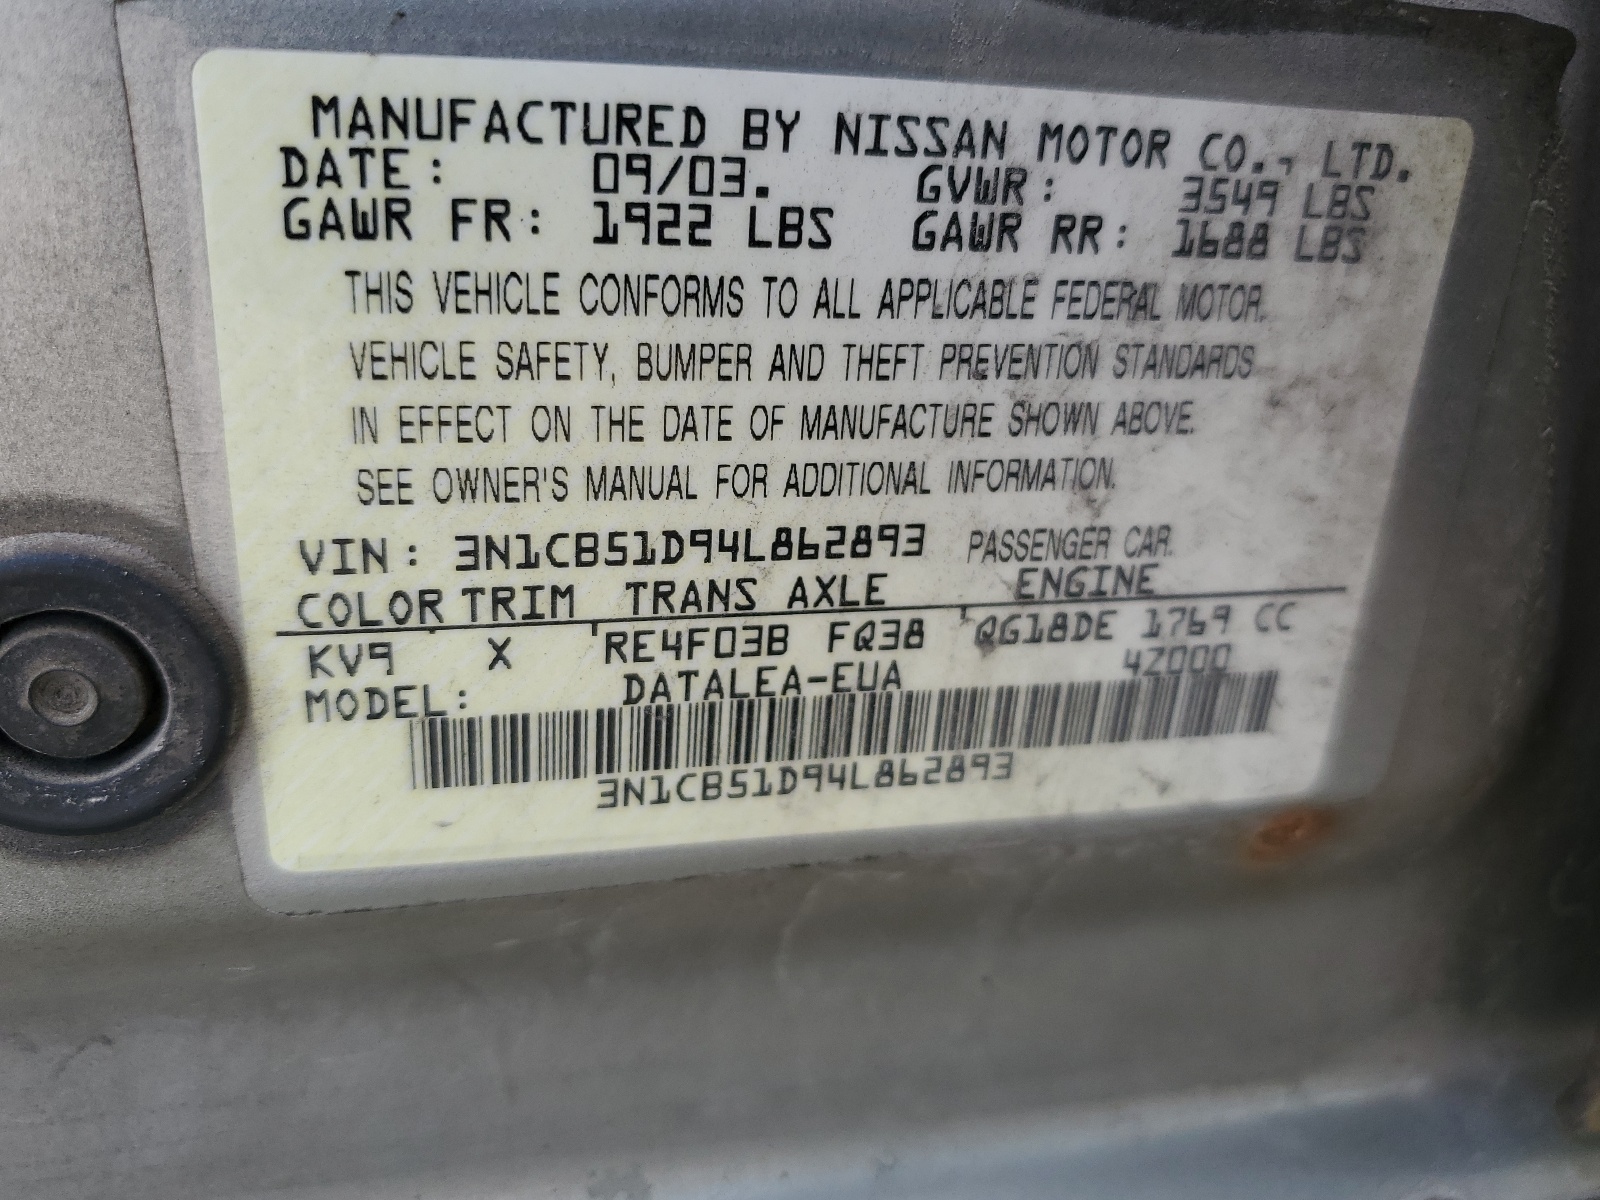 MANUFACTURED BY NISSAN MOTOR CO., LTD.
DATE: 09/03. GVWR: 3549 LBS
GAWR FR: 1922 LBS GAWR RR: 1688 LBS
THIS VEHICLE CONFORMS TO ALL APPLICABLE FEDERAL MOTOR
VEHICLE SAFETY, BUMPER AND THEFT PREVENTION STANDARDS
IN EFFECT ON THE DATE OF MANUFACTURE SHOWN ABOVE.
SEE OWNER'S MANUAL FOR ADDITIONAL INFORMATION.
VIN: 3N1CB51D94L862893 PASSENGER CAR.
COLOR TRIM TRANS AXLE ENGINE
KV9 X RE4F03B FQ38 QG18DE 1769 CC
MODEL: DATALEA-EUA 4Z000
3N1CB51D94L862893